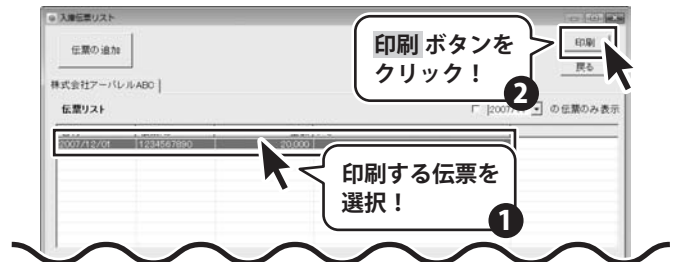 入庫伝票リスト
伝票の追加
印刷 ボタンを
クリック！
2
印刷
戻る
株式会社アーパレルABC
伝票リスト
の伝票のみ表示
2007/12/01 1234567890 20,000
印刷する伝票を
選択！
1